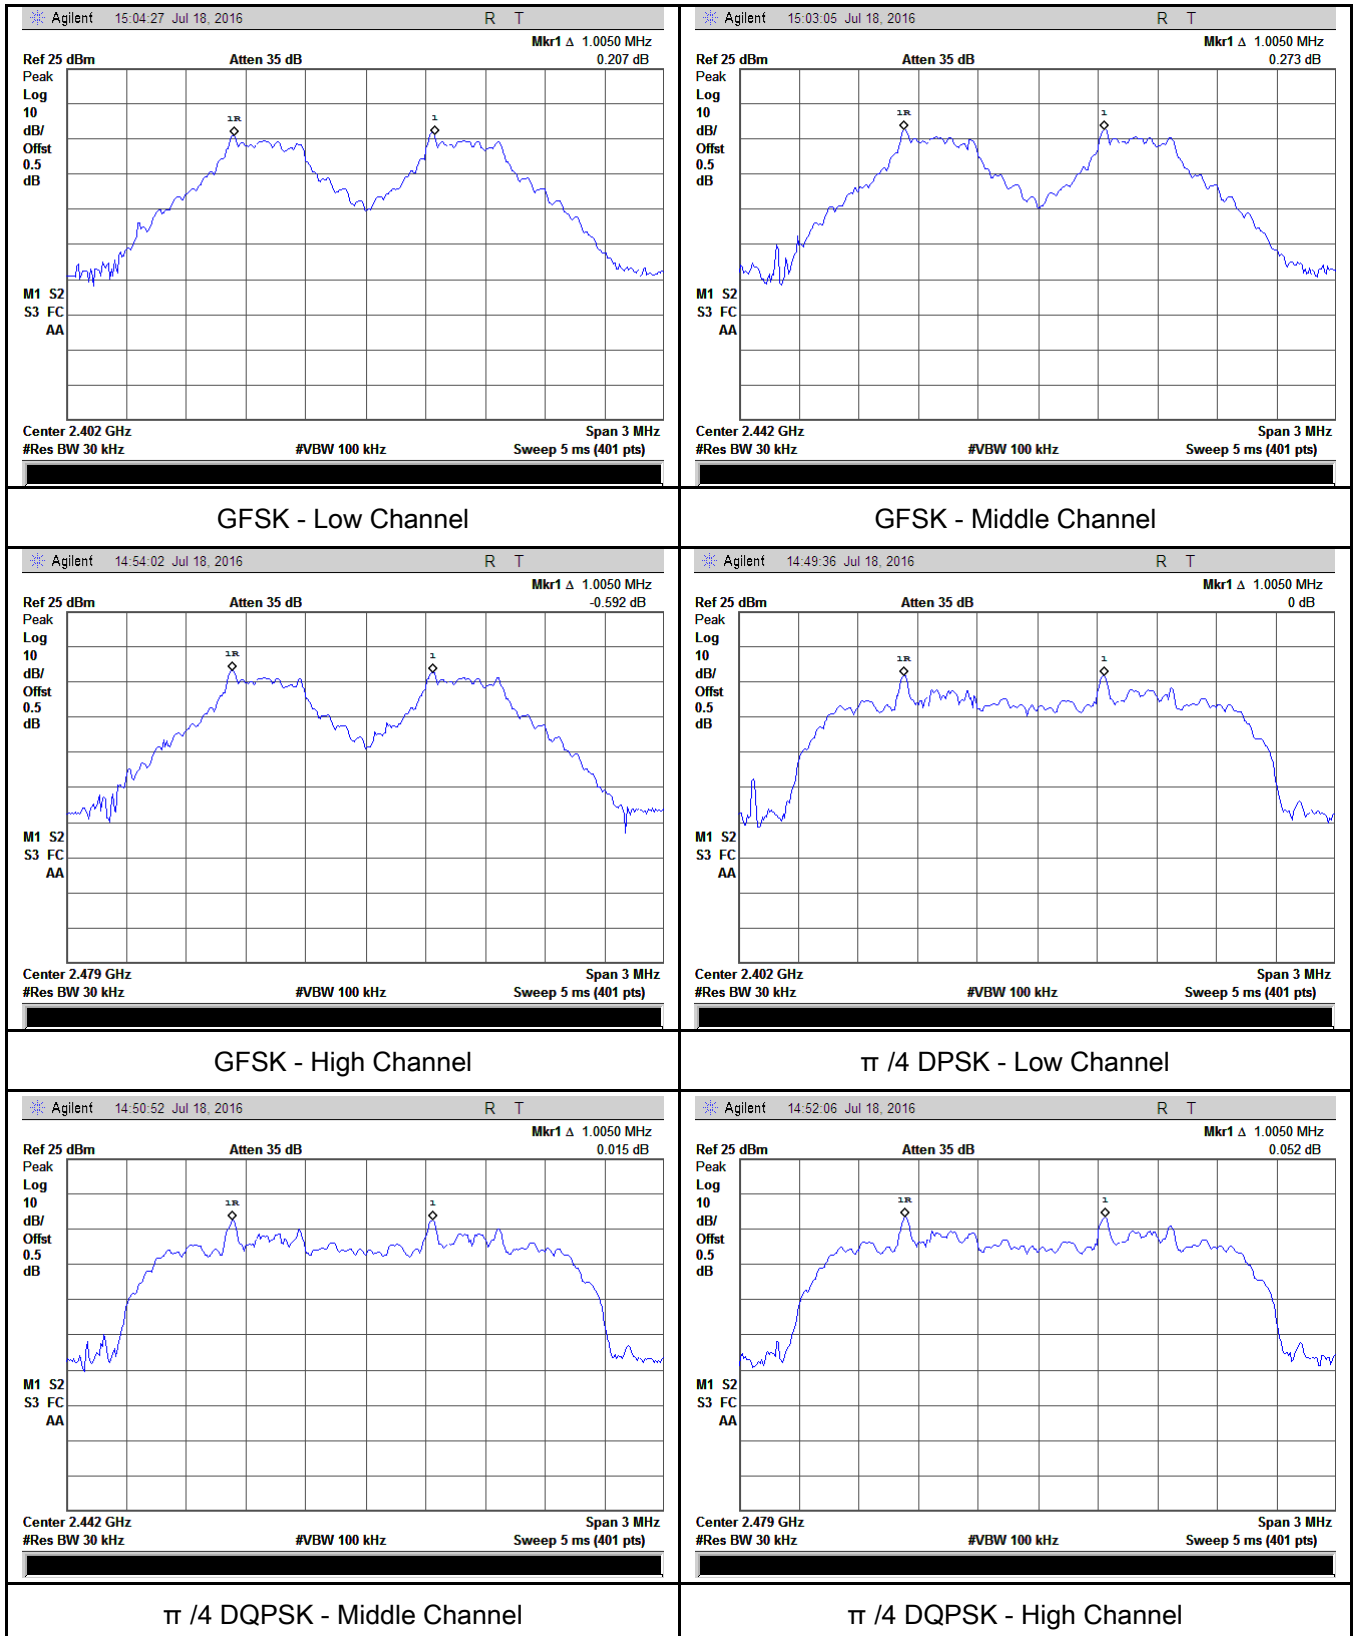 Agilent 15:04:27 Jul 18, 2016 R T
Mkr1 Δ 1.0050 MHz
Ref 25 dBm Atten 35 dB 0.207 dB
Peak
Log
10
dB/
Offst
0.5
dB
1R 1
M1 S2
S3 FC
AA
Center 2.402 GHz Span 3 MHz
#Res BW 30 kHz #VBW 100 kHz Sweep 5 ms (401 pts)
GFSK - Low Channel
Agilent 15:03:05 Jul 18, 2016 R T
Mkr1 Δ 1.0050 MHz
Ref 25 dBm Atten 35 dB 0.273 dB
Peak
Log
10
dB/
Offst
0.5
dB
1R 1
M1 S2
S3 FC
AA
Center 2.442 GHz Span 3 MHz
#Res BW 30 kHz #VBW 100 kHz Sweep 5 ms (401 pts)
GFSK - Middle Channel
Agilent 14:54:02 Jul 18, 2016 R T
Mkr1 Δ 1.0050 MHz
Ref 25 dBm Atten 35 dB -0.592 dB
Peak
Log
10
dB/
Offst
0.5
dB
1R 1
M1 S2
S3 FC
AA
Center 2.479 GHz Span 3 MHz
#Res BW 30 kHz #VBW 100 kHz Sweep 5 ms (401 pts)
GFSK - High Channel
Agilent 14:49:36 Jul 18, 2016 R T
Mkr1 Δ 1.0050 MHz
Ref 25 dBm Atten 35 dB 0 dB
Peak
Log
10
dB/
Offst
0.5
dB
1R 1
M1 S2
S3 FC
AA
Center 2.402 GHz Span 3 MHz
#Res BW 30 kHz #VBW 100 kHz Sweep 5 ms (401 pts)
π /4 DPSK - Low Channel
Agilent 14:50:52 Jul 18, 2016 R T
Mkr1 Δ 1.0050 MHz
Ref 25 dBm Atten 35 dB 0.015 dB
Peak
Log
10
dB/
Offst
0.5
dB
1R 1
M1 S2
S3 FC
AA
Center 2.442 GHz Span 3 MHz
#Res BW 30 kHz #VBW 100 kHz Sweep 5 ms (401 pts)
π /4 DQPSK - Middle Channel
Agilent 14:52:06 Jul 18, 2016 R T
Mkr1 Δ 1.0050 MHz
Ref 25 dBm Atten 35 dB 0.052 dB
Peak
Log
10
dB/
Offst
0.5
dB
1R 1
M1 S2
S3 FC
AA
Center 2.479 GHz Span 3 MHz
#Res BW 30 kHz #VBW 100 kHz Sweep 5 ms (401 pts)
π /4 DQPSK - High Channel